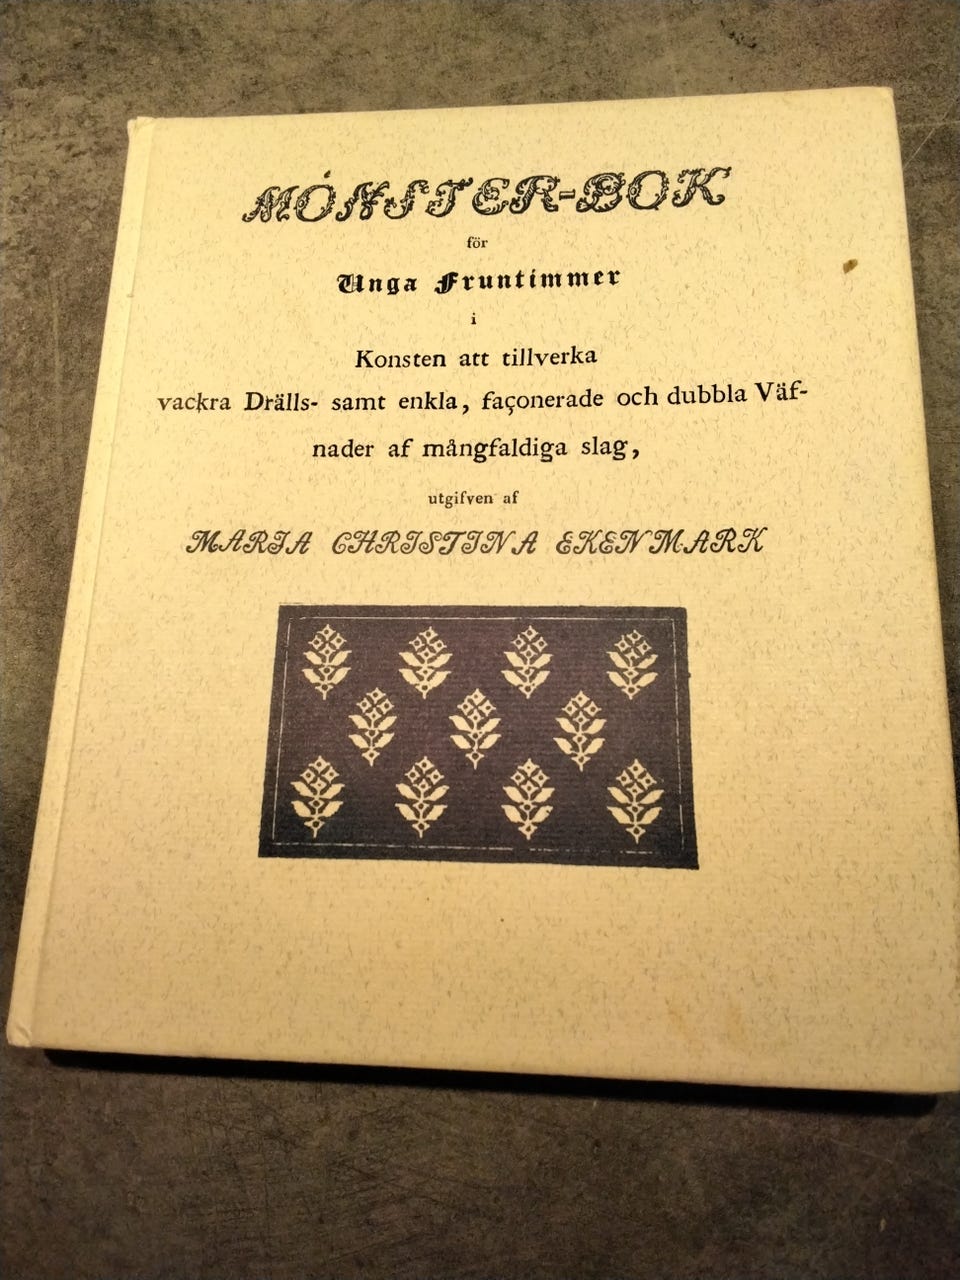 MÖNSTER-BOK
för
Unga Fruntimmer
i
Konsten att tillverka
vackra Drälls- samt enkla, façonerade och dubbla Väf-
nader af mångfaldiga slag,
utgifven af
MARIA CHRISTINA EKENMARK